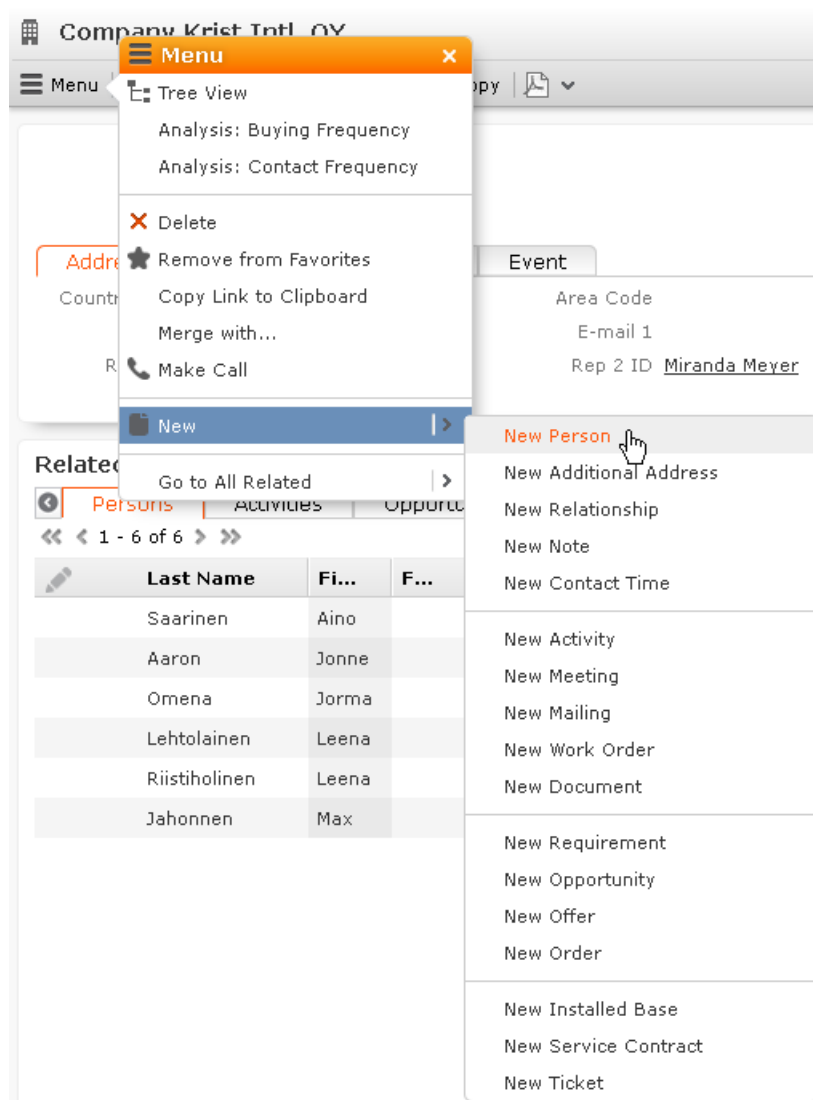 Company Krist Intl. OY
Menu
Menu
Tree View
Analysis: Buying Frequency
Analysis: Contact Frequency
Delete
Remove from Favorites
Copy Link to Clipboard
Merge with...
Make Call
New
Go to All Related
Event
Area Code
E-mail 1
Rep 2 ID Miranda Meyer
New Person
New Additional Address
New Relationship
New Note
New Contact Time
New Activity
New Meeting
New Mailing
New Work Order
New Document
New Requirement
New Opportunity
New Offer
New Order
New Installed Base
New Service Contract
New Ticket
Persons Activities
1 - 6 of 6
Last Name Fi... F...
Saarinen Aino
Aaron Jonne
Omena Jorma
Lehtolainen Leena
Riistiholinen Leena
Jahonnen Max